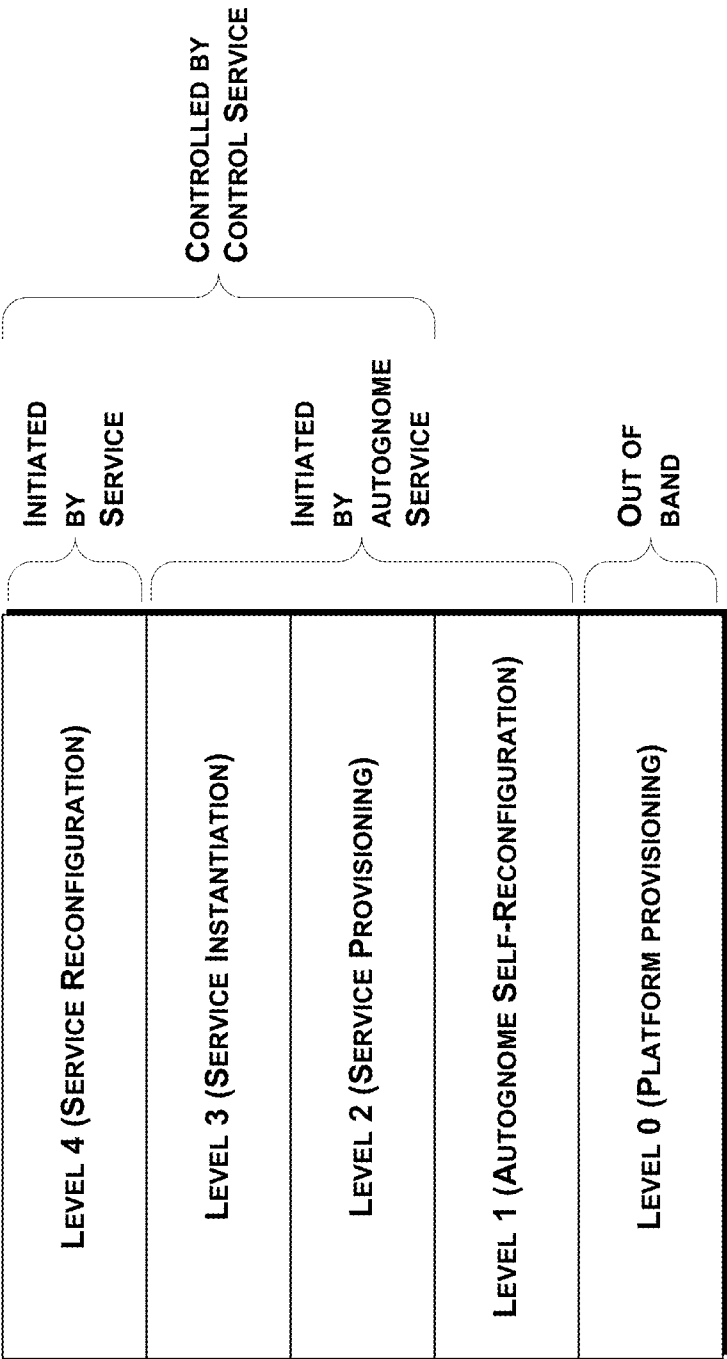 LEVEL 4 (SERVICE RECONFIGURATION)
LEVEL 3 (SERVICE INSTANTIATION)
LEVEL 2 (SERVICE PROVISIONING)
LEVEL 1 (AUTOGNOME SELF-RECONFIGURATION)
LEVEL 0 (PLATFORM PROVISIONING)
INITIATED
BY
SERVICE
INITIATED
BY
AUTOGNOME
SERVICE
OUT OF
BAND
CONTROLLED BY
CONTROL SERVICE